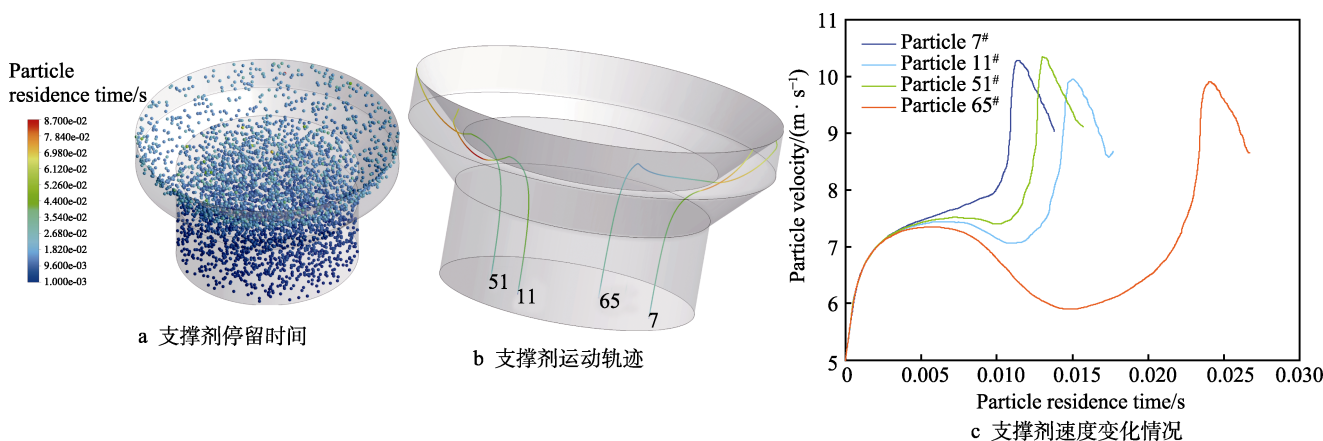 Particle
residence time/s
8.700e-02
7. 840e-02
6.980e-02
6.120e-02
5.260e-02
4.400e-02
3.540e-02
2.680e-02
1.820e-02
9.600e-03
1.000e-03
a 支撑剂停留时间
51
11
65
7
b 支撑剂运动轨迹
Particle velocity/(m · s⁻¹)
11
10
9
8
7
6
5
Particle 7#
Particle 11#
Particle 51#
Particle 65#
0
0.005
0.010
0.015
0.020
0.025
0.030
Particle residence time/s
c 支撑剂速度变化情况